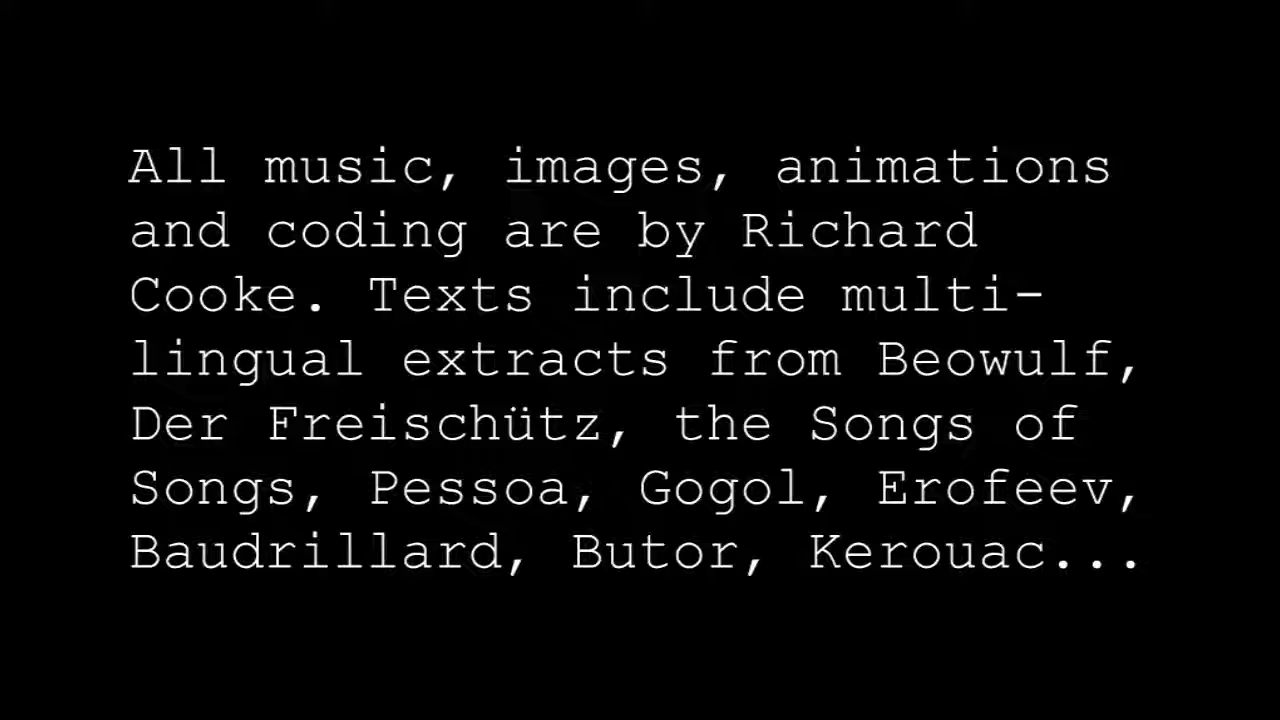 All music, images, animations
and coding are by Richard
Cooke. Texts include multi-
lingual extracts from Beowulf,
Der Freischütz, the Songs of
Songs, Pessoa, Gogol, Erofeev,
Baudrillard, Butor, Kerouac...